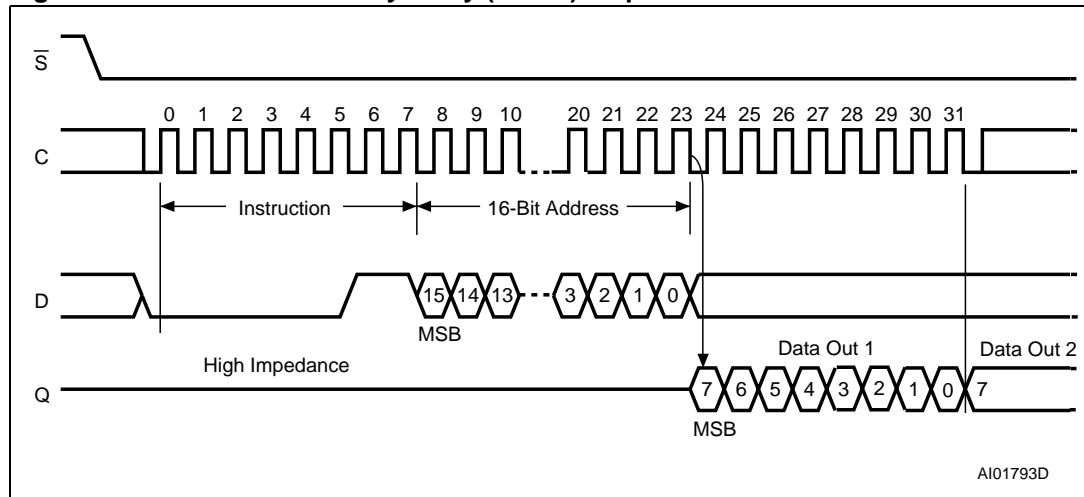 S
0 1 2 3 4 5 6 7 8 9 10 20 21 22 23 24 25 26 27 28 29 30 31
C
Instruction 16-Bit Address
D 15 14 13 3 2 1 0
MSB
High Impedance Data Out 1 Data Out 2
Q 7 6 5 4 3 2 1 0 7
MSB
AI01793D